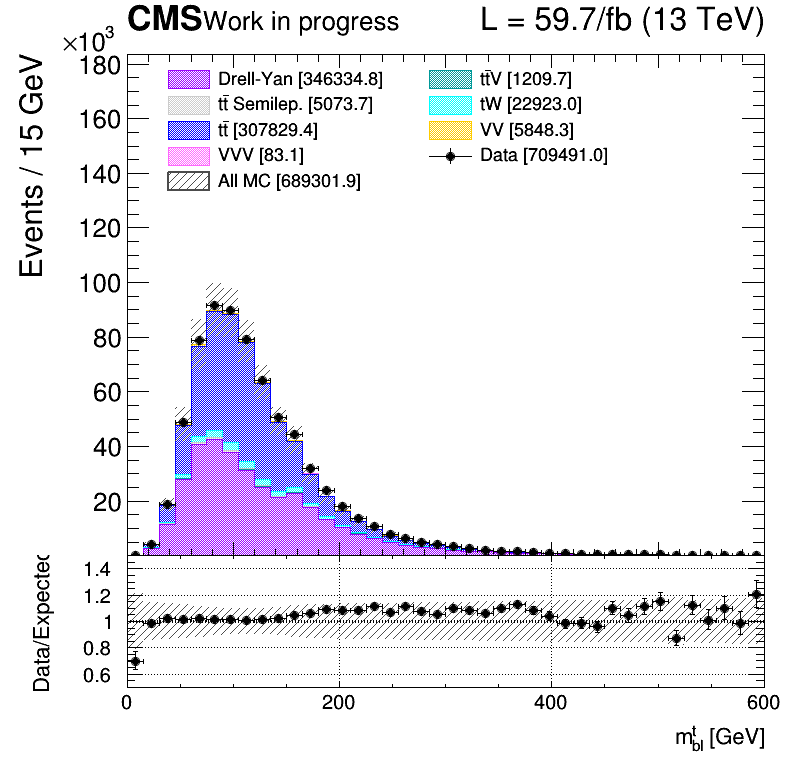 CMS Work in progress L = 59.7/fb (13 TeV)
×10³
Events / 15 GeV
180
160
140
120
100
80
60
40
20
Drell-Yan [346334.8]
tt̄ Semilep. [5073.7]
tt̄ [307829.4]
VVV [83.1]
All MC [689301.9]
tt̄V [1209.7]
tW [22923.0]
VV [5848.3]
Data [709491.0]
Data/Expected
1.4
1.2
1
0.8
0.6
0 200 400 600
m^t_bl [GeV]